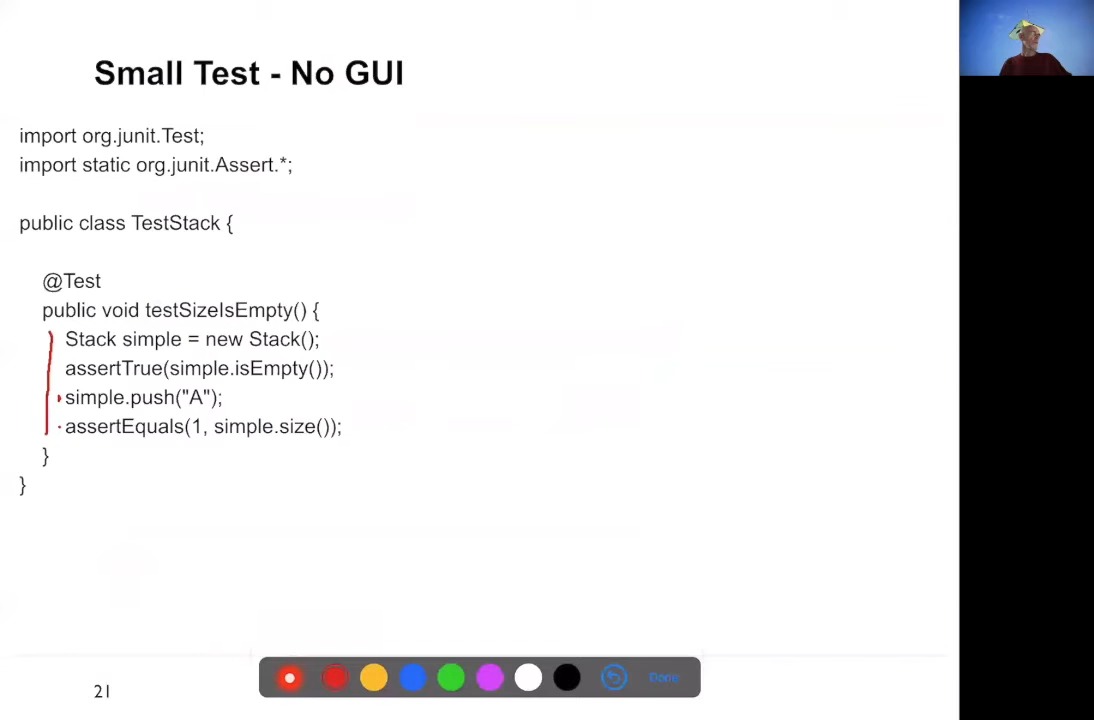 Small Test - No GUI
import org.junit.Test;
import static org.junit.Assert.*;
public class TestStack {
@Test
public void testSizeIsEmpty() {
Stack simple = new Stack();
assertTrue(simple.isEmpty());
simple.push("A");
assertEquals(1, simple.size());
}
}
Done
21